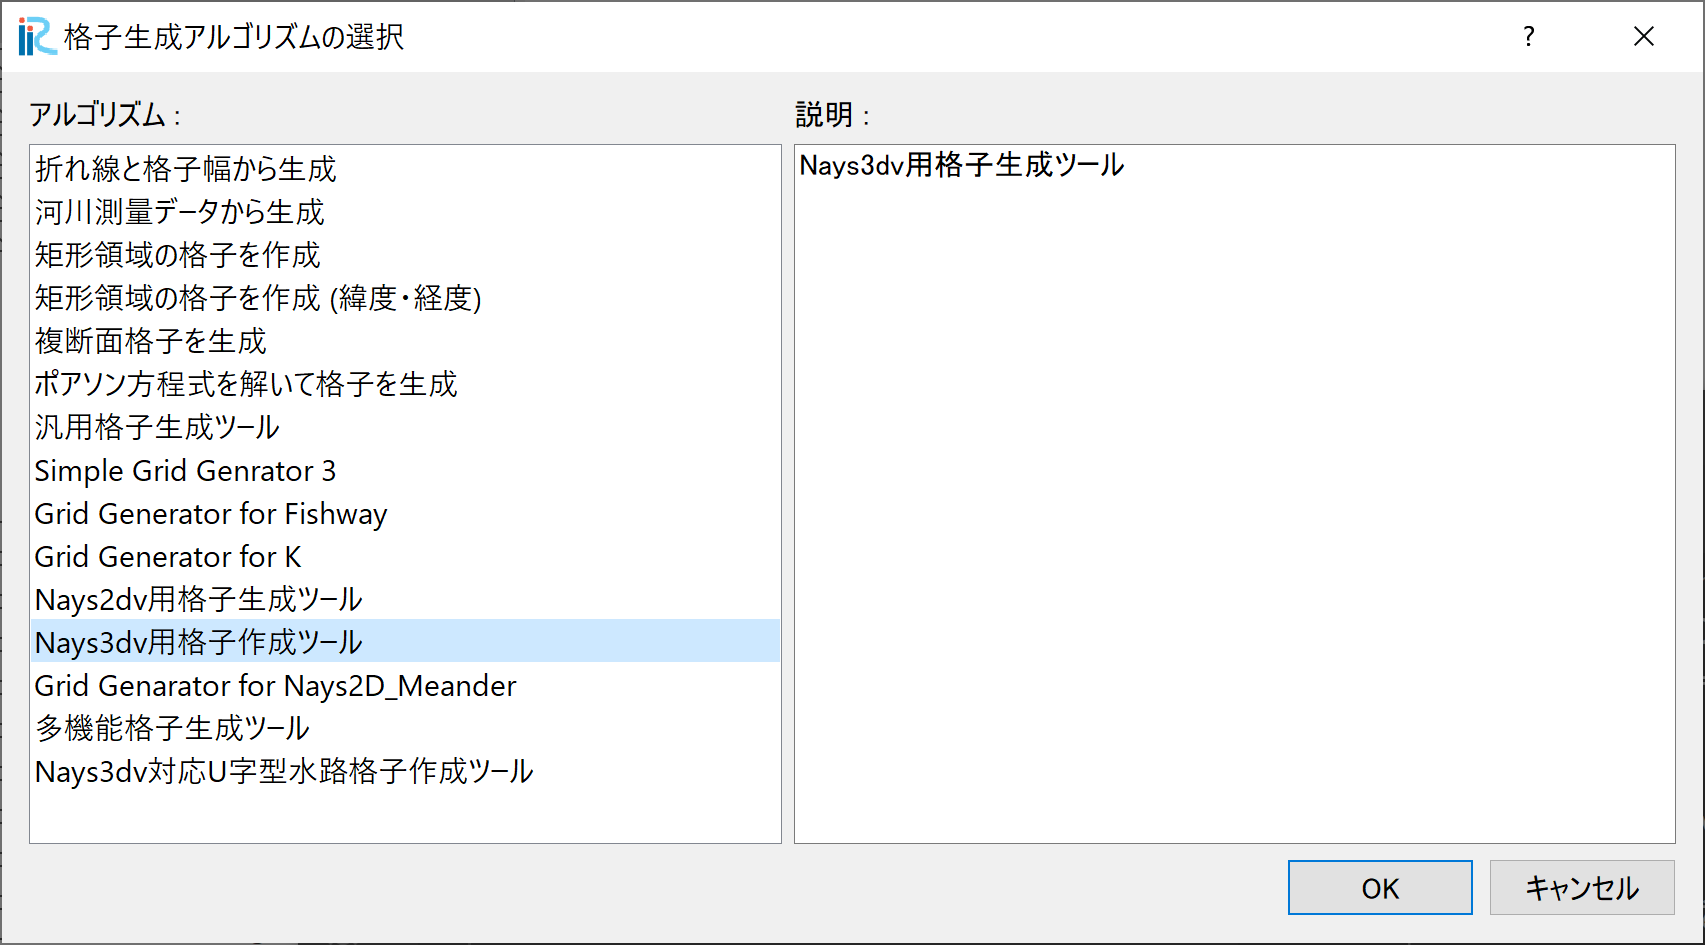 iRIC 格子生成アルゴリズムの選択
?
アルゴリズム :
折れ線と格子幅から生成
河川測量データから生成
矩形領域の格子を作成
矩形領域の格子を作成 (緯度・経度)
複断面格子を生成
ポアソン方程式を解いて格子を生成
汎用格子生成ツール
Simple Grid Genrator 3
Grid Generator for Fishway
Grid Generator for K
Nays2dv用格子生成ツール
Nays3dv用格子作成ツール
Grid Genarator for Nays2D_Meander
多機能格子生成ツール
Nays3dv対応U字型水路格子作成ツール
説明 :
Nays3dv用格子生成ツール
OK
キャンセル